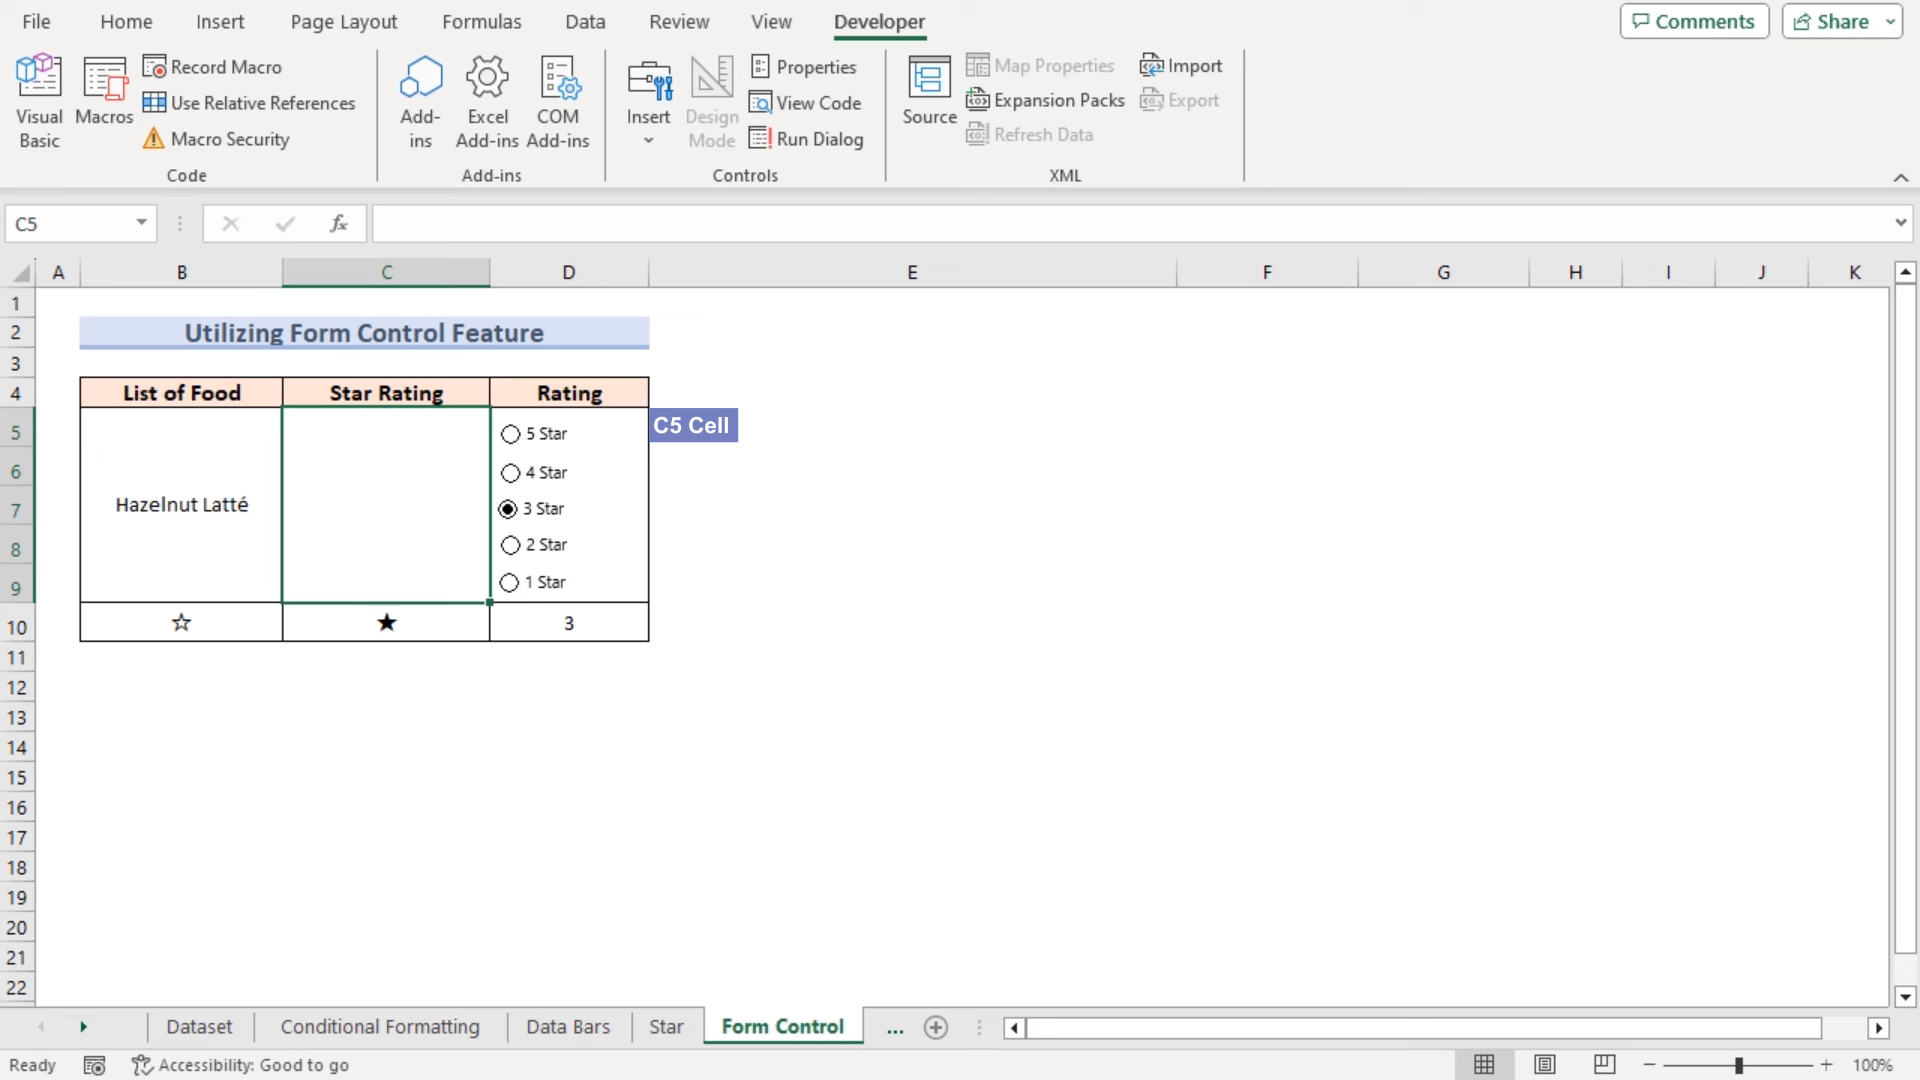 File Home Insert Page Layout Formulas Data Review View Developer Comments Share
Visual Basic
Macros
Record Macro
Use Relative References
Macro Security
Code
Add-ins
Excel Add-ins
COM Add-ins
Add-ins
Insert
Design Mode
Properties
View Code
Run Dialog
Controls
Source
Map Properties
Expansion Packs
Refresh Data
Import
Export
XML
C5 fx
A B C D E F G H I J K
1
2 Utilizing Form Control Feature
3
4 List of Food Star Rating Rating
5 5 Star C5 Cell
6 4 Star
7 Hazelnut Latté 3 Star
8 2 Star
9 1 Star
10 ☆ ★ 3
11
12
13
14
15
16
17
18
19
20
21
22
Dataset Conditional Formatting Data Bars Star Form Control ...
Ready Accessibility: Good to go 100%